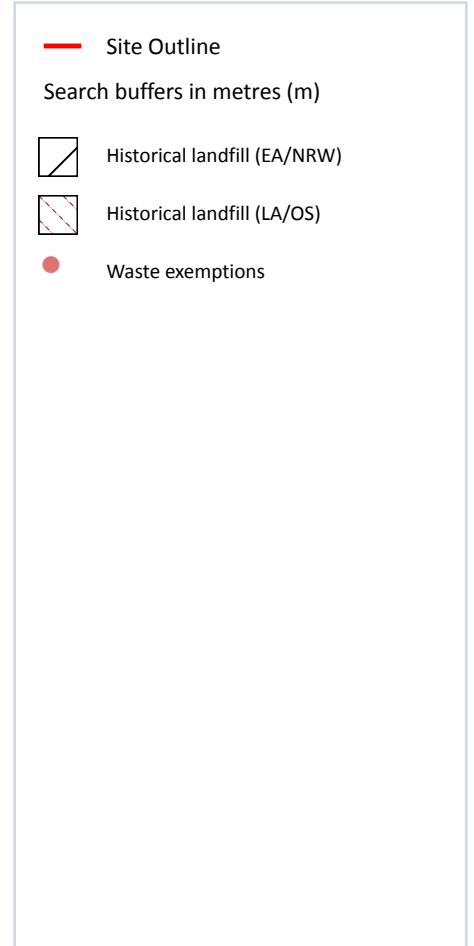 Site Outline
Search buffers in metres (m)
Historical landfill (EA/NRW)
Historical landfill (LA/OS)
Waste exemptions